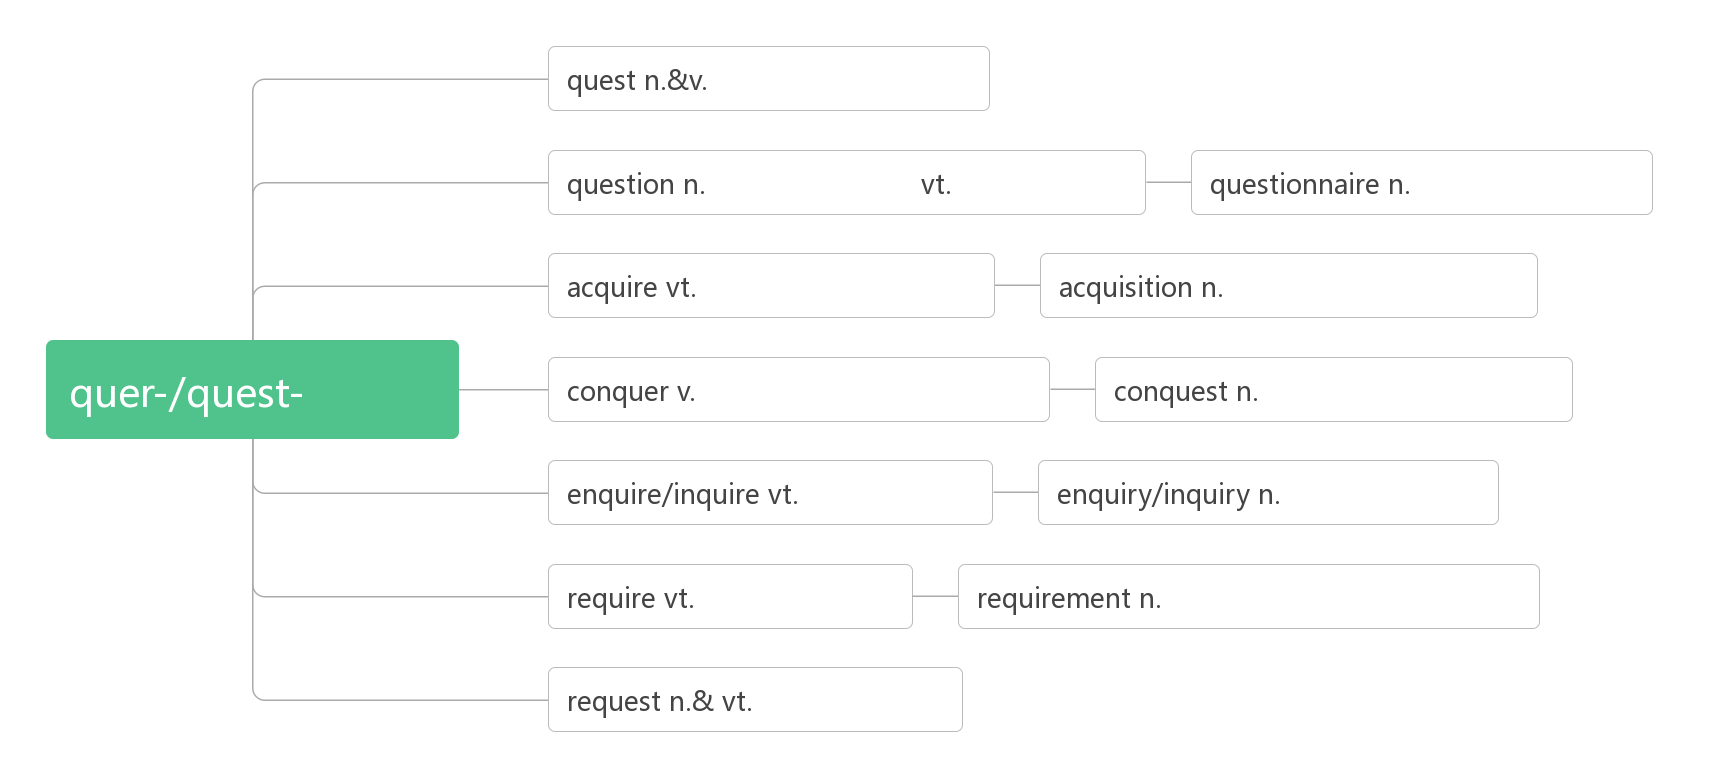 quest n.&v.
question n. vt.
questionnaire n.
acquire vt.
acquisition n.
quer-/quest-
conquer v.
conquest n.
enquire/inquire vt.
enquiry/inquiry n.
require vt.
requirement n.
request n.& vt.